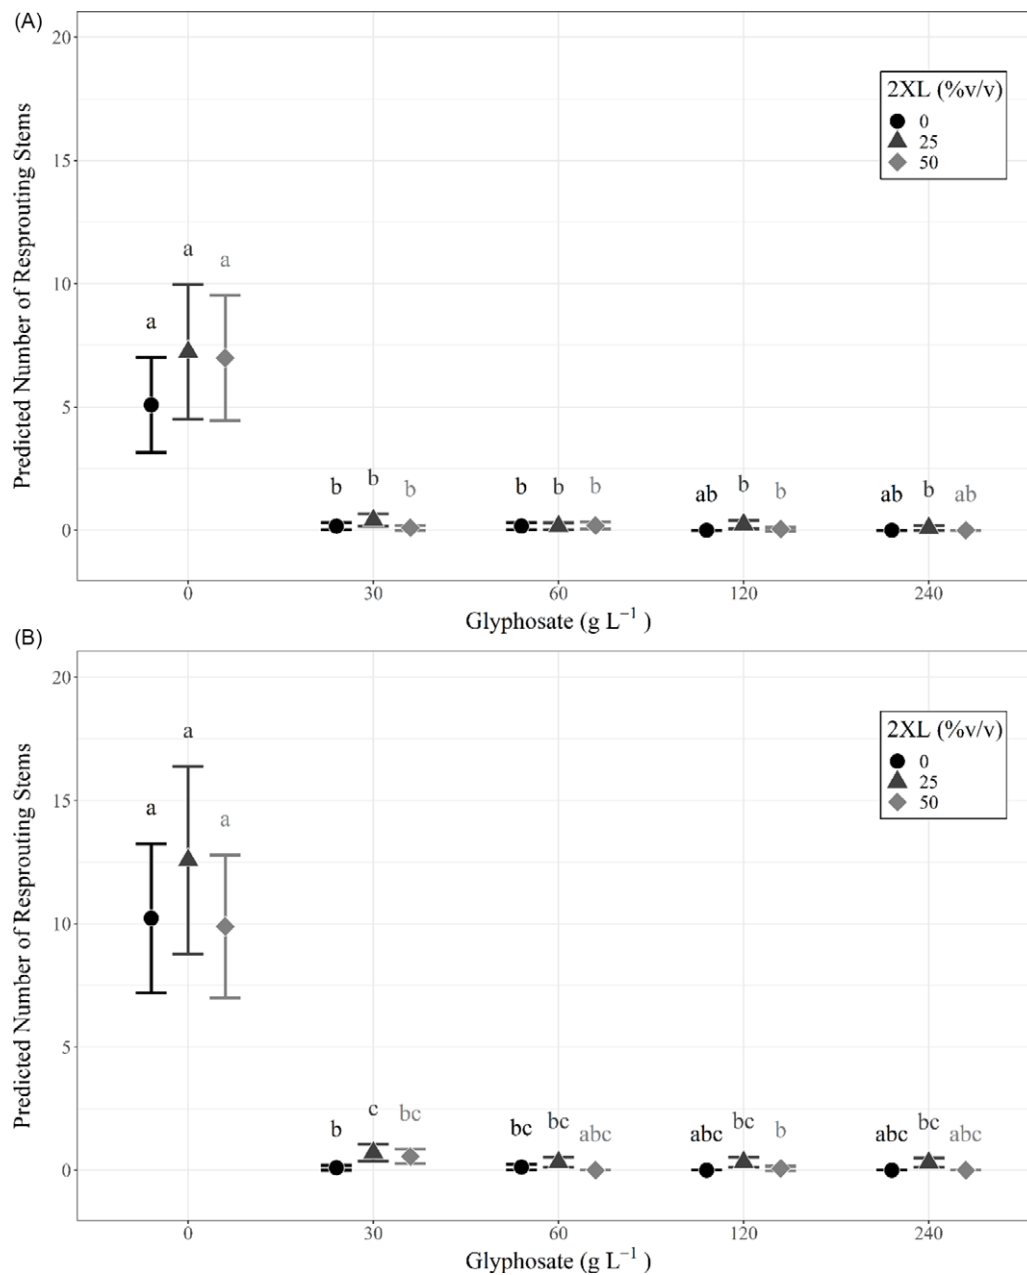 (A)
Predicted Number of Resprouting Stems
20
15
10
5
0
2XL (%v/v)
0
25
50
a
a
a
b
b
b
b
b
b
ab
b
b
ab
b
ab
0
30
60
120
240
Glyphosate (g L⁻¹ )
(B)
Predicted Number of Resprouting Stems
20
15
10
5
0
2XL (%v/v)
0
25
50
a
a
a
b
c
bc
bc
bc
abc
abc
bc
b
abc
bc
abc
0
30
60
120
240
Glyphosate (g L⁻¹ )